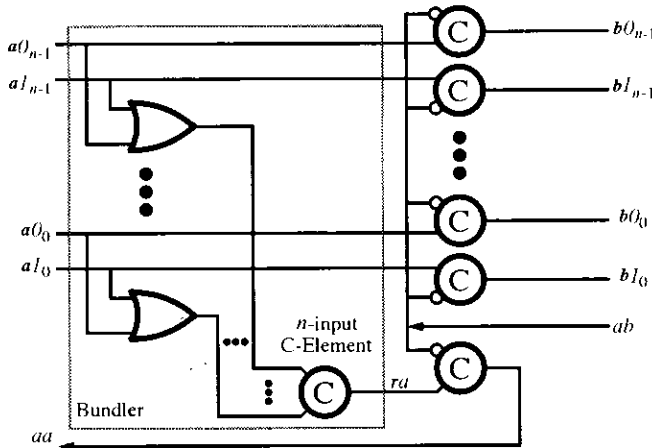 C
a0n-1
b0n-1
a1n-1
C
b1n-1
a00
C
b00
a10
C
b10
n-input
C-Element
ab
C
ra
C
Bundler
aa